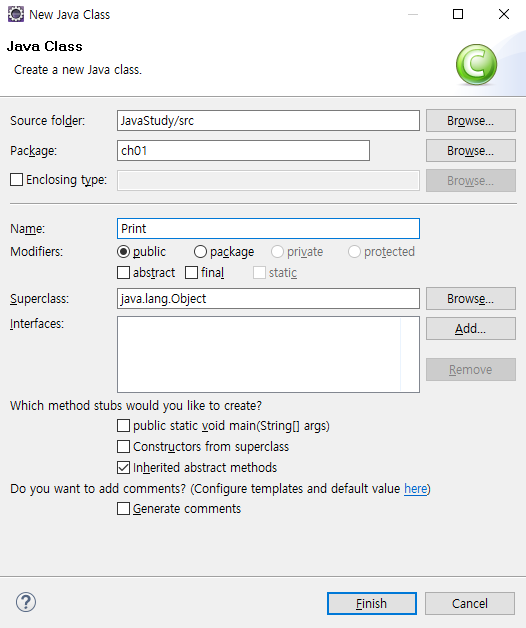 New Java Class
Java Class
Create a new Java class.
C
Source folder: JavaStudy/src Browse...
Package: ch01 Browse...
Enclosing type: Browse...
Name: Print
Modifiers: public package private protected
abstract final static
Superclass: java.lang.Object Browse...
Interfaces: Add...
Remove
Which method stubs would you like to create?
public static void main(String[] args)
Constructors from superclass
Inherited abstract methods
Do you want to add comments? (Configure templates and default value here)
Generate comments
? Finish Cancel